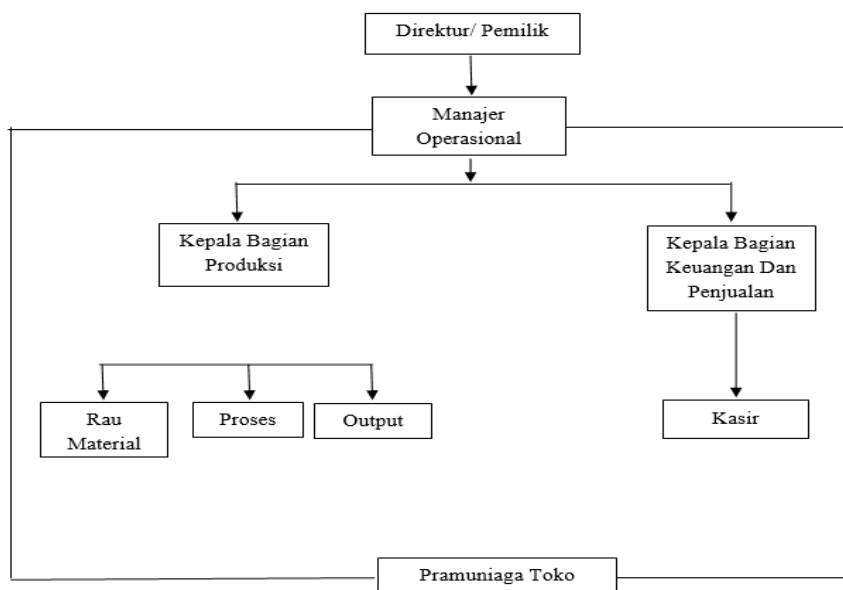 Direktur/ Pemilik
Manajer
Operasional
Kepala Bagian
Produksi
Kepala Bagian
Keuangan Dan
Penjualan
Rau
Material
Proses
Output
Kasir
Pramuniaga Toko